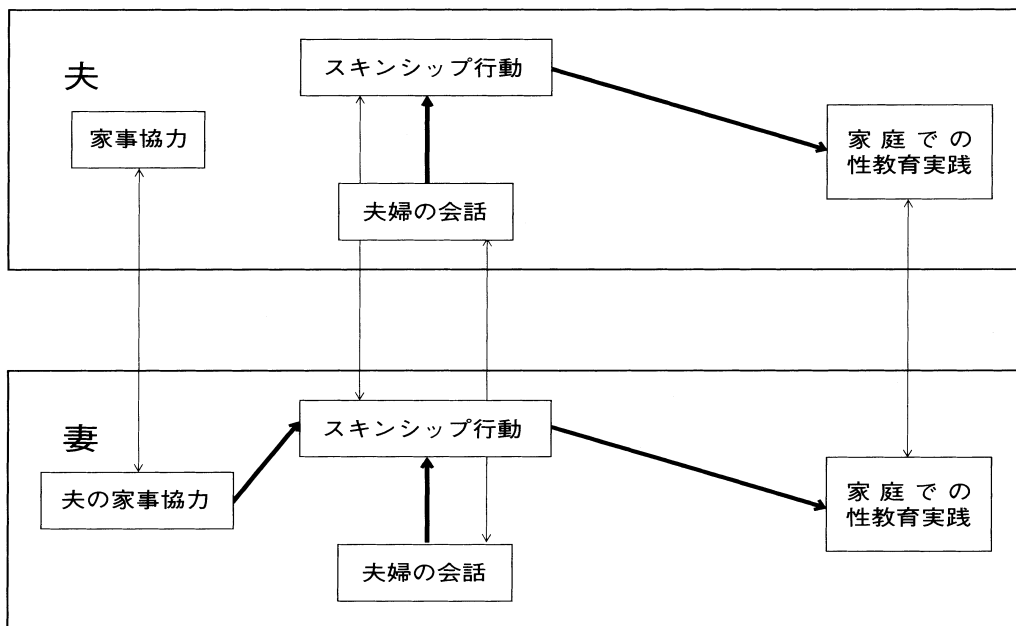 夫
スキンシップ行動
家事協力
家庭での
性教育実践
夫婦の会話
妻
スキンシップ行動
夫の家事協力
家庭での
性教育実践
夫婦の会話